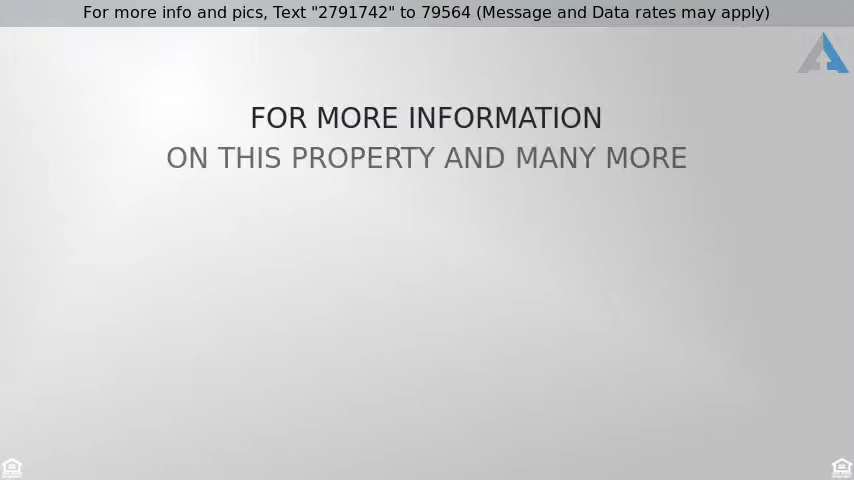 For more info and pics, Text "2791742" to 79564 (Message and Data rates may apply)
FOR MORE INFORMATION
ON THIS PROPERTY AND MANY MORE